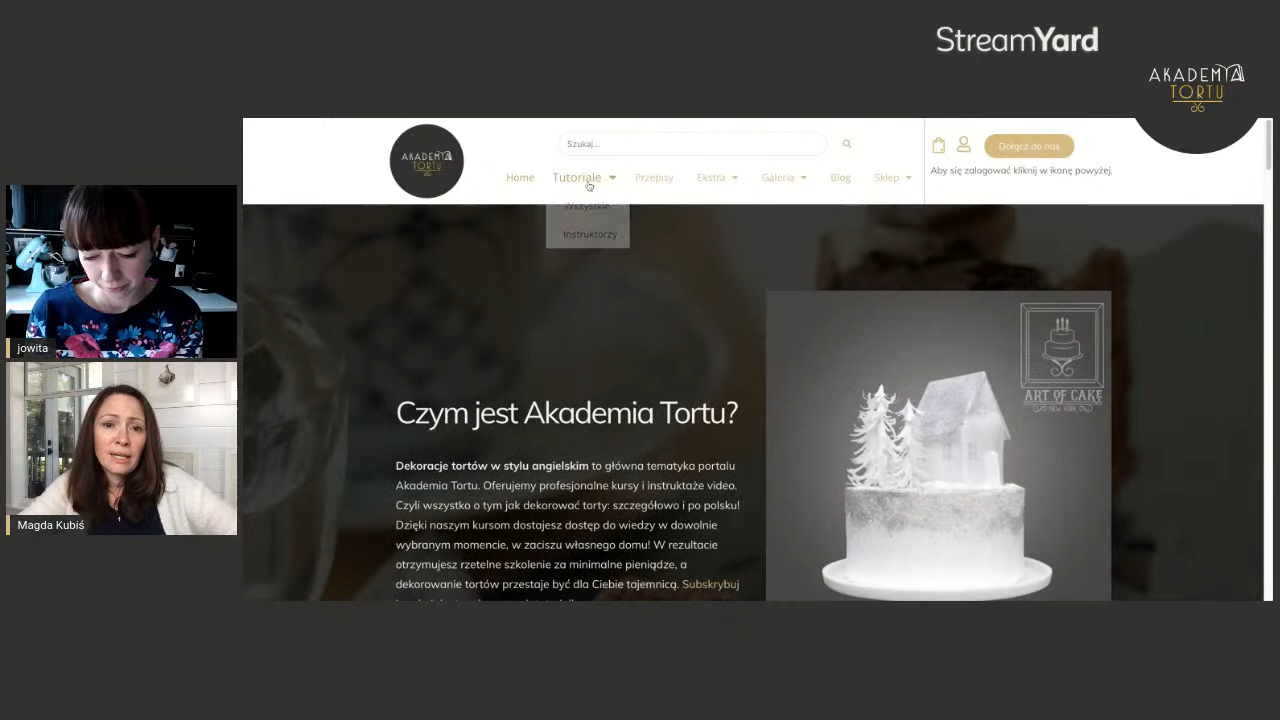 StreamYard
AKADEMIA
TORTU
AKADEMIA
TORTU
Szukaj...
Dołącz do nas
Aby się zalogować kliknij w ikonę powyżej.
Home Tutoriale Przepisy Ekstra Galeria Blog Sklep
Wszystkie
Instruktorzy
jowita
Magda Kubiś
Czym jest Akademia Tortu?
Dekoracje tortów w stylu angielskim to główna tematyka portalu
Akademia Tortu. Oferujemy profesjonalne kursy i instruktaże video.
Czyli wszystko o tym jak dekorować torty: szczegółowo i po polsku!
Dzięki naszym kursom dostajesz dostęp do wiedzy w dowolnie
wybranym momencie, w zaciszu własnego domu! W rezultacie
otrzymujesz rzetelne szkolenie za minimalne pieniądze, a
dekorowanie tortów przestaje być dla Ciebie tajemnicą. Subskrybuj
ART OF CAKE
NEW YORK